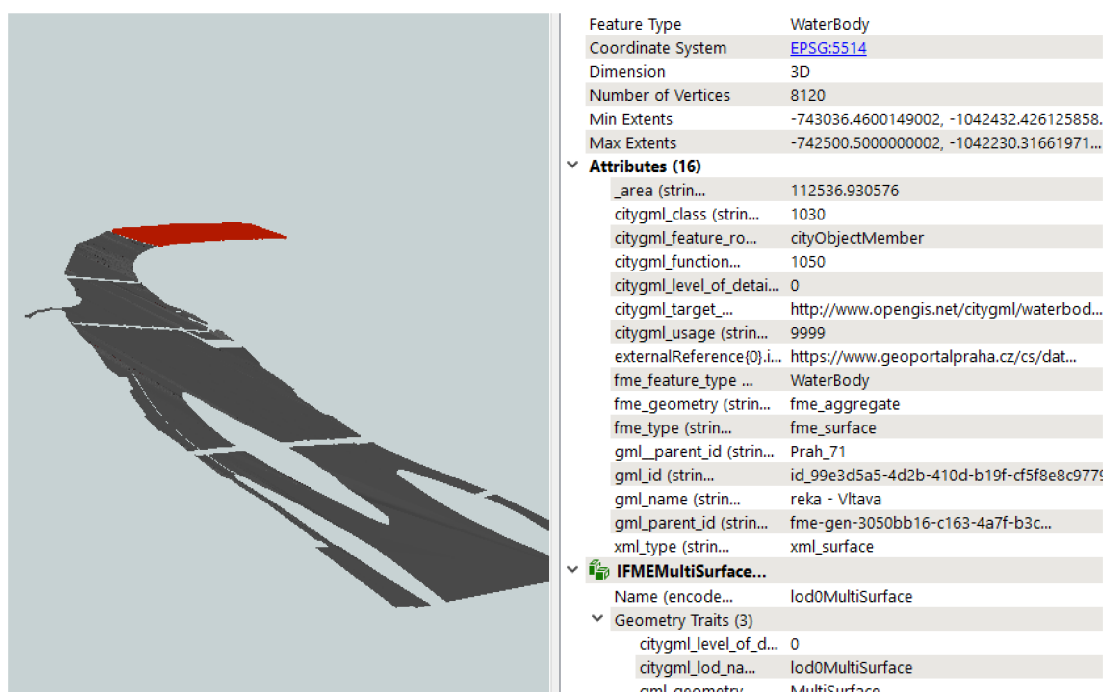 Feature Type WaterBody
Coordinate System EPSG:5514
Dimension 3D
Number of Vertices 8120
Min Extents -743036.4600149002, -1042432.426125858.
Max Extents -742500.5000000002, -1042230.31661971...
Attributes (16)
_area (strin... 112536.930576
citygml_class (strin... 1030
citygml_feature_ro... cityObjectMember
citygml_function... 1050
citygml_level_of_detai... 0
citygml_target_... http://www.opengis.net/citygml/waterbod...
citygml_usage (strin... 9999
externalReference{0}.i... https://www.geoportalpraha.cz/cs/dat...
fme_feature_type ... WaterBody
fme_geometry (strin... fme_aggregate
fme_type (strin... fme_surface
gml__parent_id (strin... Prah_71
gml_id (strin... id_99e3d5a5-4d2b-410d-b19f-cf5f8e8c9779
gml_name (strin... reka - Vltava
gml_parent_id (strin... fme-gen-3050bb16-c163-4a7f-b3c...
xml_type (strin... xml_surface
IFMEMultiSurface...
Name (encode... lod0MultiSurface
Geometry Traits (3)
citygml_level_of_d... 0
citygml_lod_na... lod0MultiSurface
gml_geometry MultiSurface